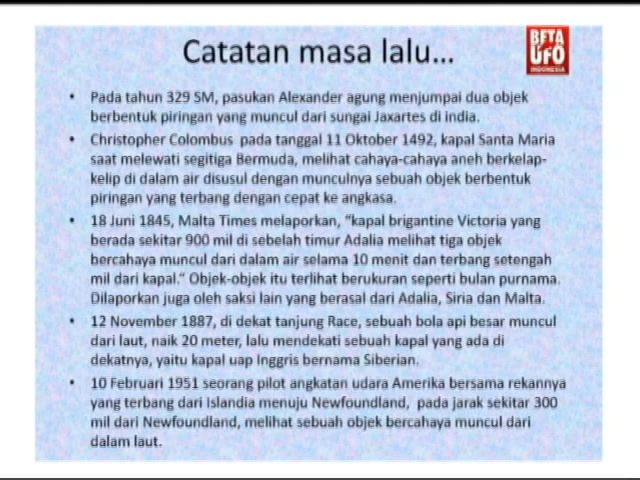 Catatan masa lalu...
BETA
UFO
INDONESIA
• Pada tahun 329 SM, pasukan Alexander agung menjumpai dua objek
berbentuk piringan yang muncul dari sungai Jaxartes di india.
• Christopher Colombus pada tanggal 11 Oktober 1492, kapal Santa Maria
saat melewati segitiga Bermuda, melihat cahaya-cahaya aneh berkelap-
kelip di dalam air disusul dengan munculnya sebuah objek berbentuk
piringan yang terbang dengan cepat ke angkasa.
• 18 Juni 1845, Malta Times melaporkan, "kapal brigantine Victoria yang
berada sekitar 900 mil di sebelah timur Adalia melihat tiga objek
bercahaya muncul dari dalam air selama 10 menit dan terbang setengah
mil dari kapal." Objek-objek itu terlihat berukuran seperti bulan purnama.
Dilaporkan juga oleh saksi lain yang berasal dari Adalia, Siria dan Malta.
• 12 November 1887, di dekat tanjung Race, sebuah bola api besar muncul
dari laut, naik 20 meter, lalu mendekati sebuah kapal yang ada di
dekatnya, yaitu kapal uap Inggris bernama Siberian.
• 10 Februari 1951 seorang pilot angkatan udara Amerika bersama rekannya
yang terbang dari Islandia menuju Newfoundland, pada jarak sekitar 300
mil dari Newfoundland, melihat sebuah objek bercahaya muncul dari
dalam laut.